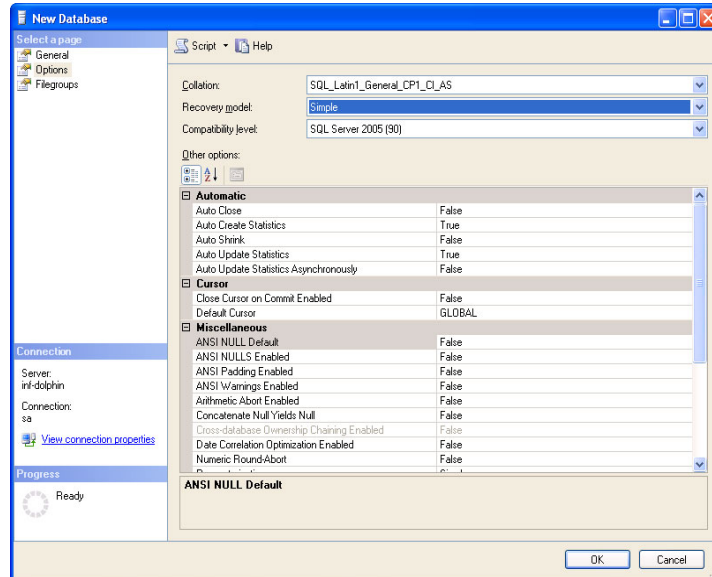 New Database
Select a page
General
Options
Filegroups
Script Help
Collation: SQL_Latin1_General_CP1_CI_AS
Recovery model: Simple
Compatibility level: SQL Server 2005 (90)
Other options:
Automatic
Auto Close False
Auto Create Statistics True
Auto Shrink False
Auto Update Statistics True
Auto Update Statistics Asynchronously False
Cursor
Close Cursor on Commit Enabled False
Default Cursor GLOBAL
Miscellaneous
ANSI NULL Default False
ANSI NULLS Enabled False
ANSI Padding Enabled False
ANSI Warnings Enabled False
Arithmetic Abort Enabled False
Concatenate Null Yields Null False
Cross-database Ownership Chaining Enabled False
Date Correlation Optimization Enabled False
Numeric Round-Abort False
ANSI NULL Default
Connection
Server:
inf-dolphin
Connection:
sa
View connection properties
Progress
Ready
OK Cancel